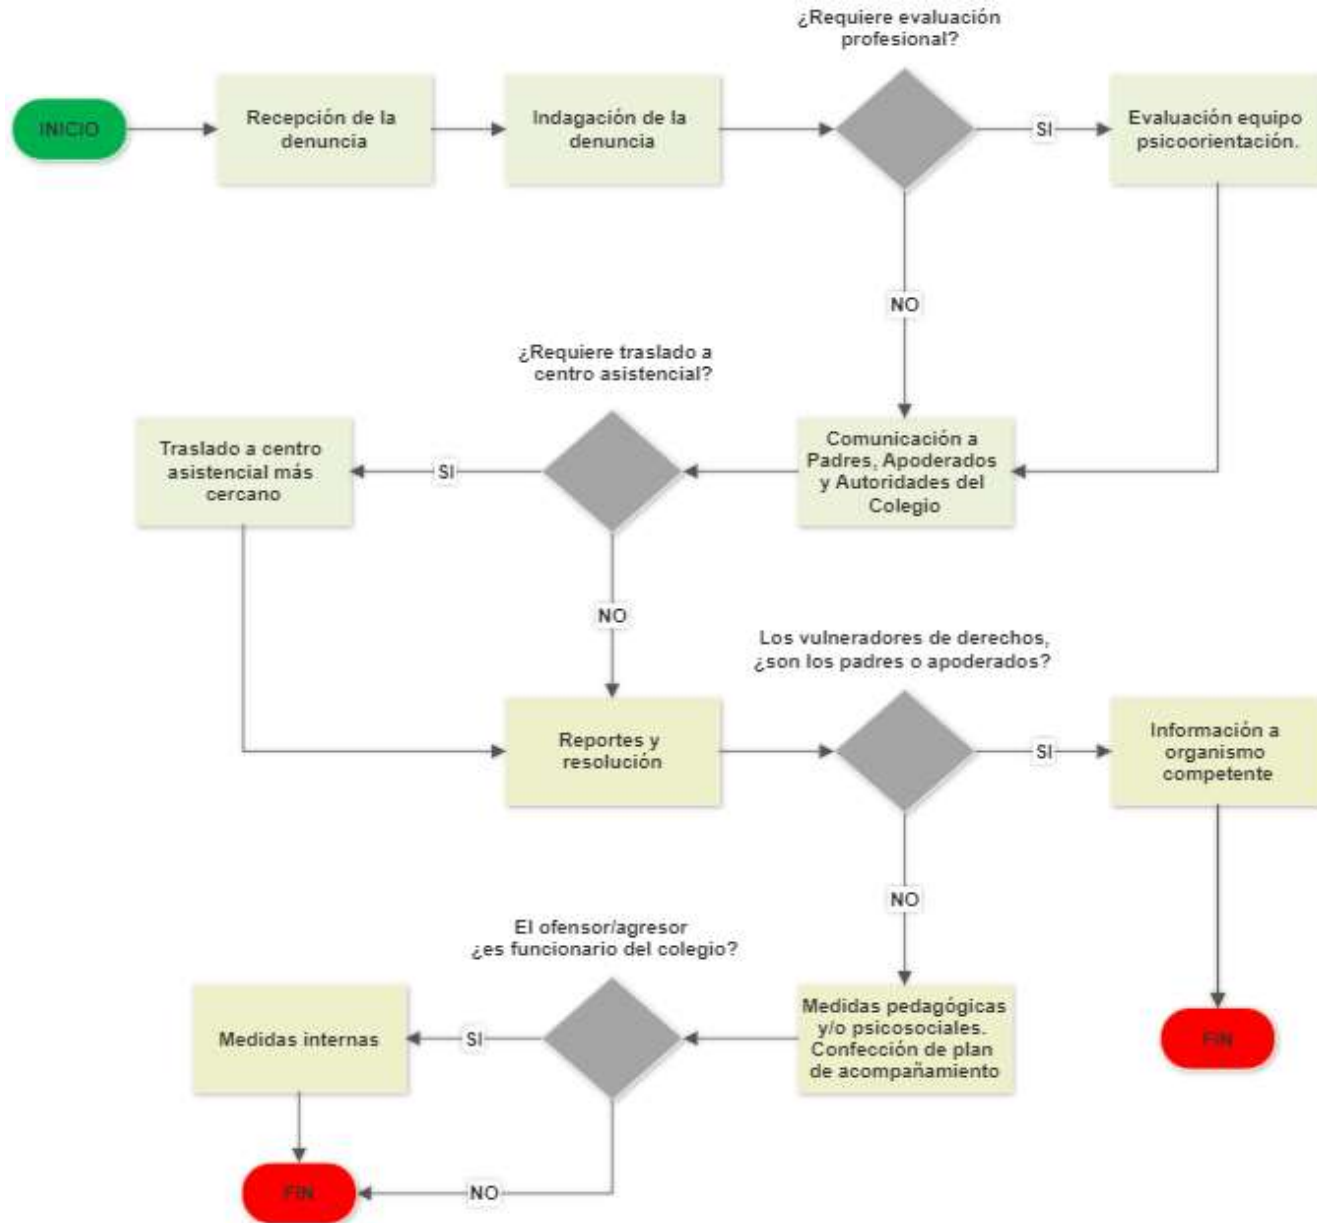 ¿Requiere evaluación
profesional?
INICIO
Recepción de la
denuncia
Indagación de la
denuncia
SI
Evaluación equipo
psicoorientación.
NO
¿Requiere traslado a
centro asistencial?
Traslado a centro
asistencial más
cercano
SI
Comunicación a
Padres, Apoderados
y Autoridades del
Colegio
NO
Los vulneradores de derechos,
¿son los padres o apoderados?
Reportes y
resolución
SI
Información a
organismo
competente
NO
El ofensor/agresor
¿es funcionario del colegio?
Medidas internas
SI
Medidas pedagógicas
y/o psicosociales.
Confección de plan
de acompañamiento
FIN
FIN
NO